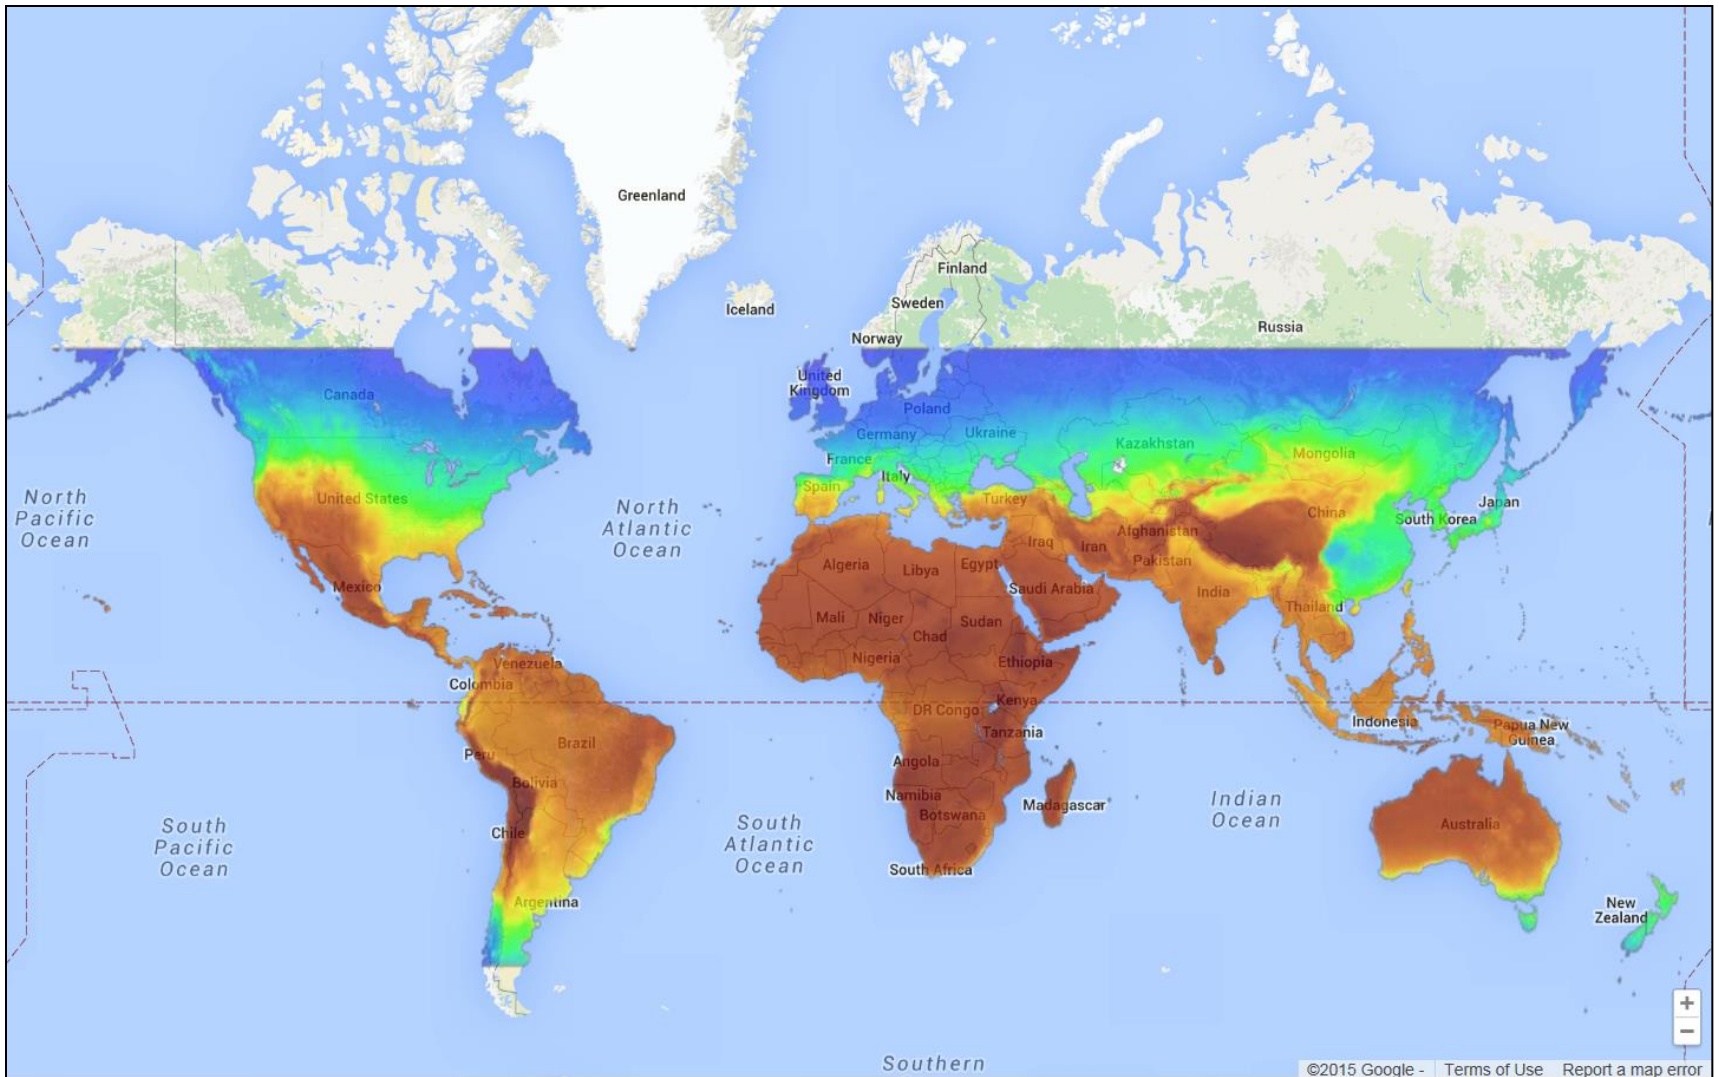 Greenland
Finland
Iceland
Sweden
Russia
Norway
United
Kingdom
Canada
Poland
Germany
Ukraine
Kazakhstan
France
Mongolia
Italy
Spain
United States
Turkey
Japan
North
Pacific
Ocean
North
Atlantic
Ocean
China
South Korea
Afghanistan
Iraq
Iran
Pakistan
Algeria
Libya
Egypt
Saudi Arabia
Mexico
India
Thailand
Mali
Niger
Chad
Sudan
Nigeria
Ethiopia
Venezuela
Colombia
Kenya
DR Congo
Indonesia
Papua New
Guinea
Tanzania
Brazil
Peru
Angola
Bolivia
Namibia
Madagascar
Botswana
Indian
Ocean
Australia
Chile
South
Pacific
Ocean
South
Atlantic
Ocean
South Africa
Argentina
New
Zealand
+
−
Southern
©2015 Google - Terms of Use Report a map error